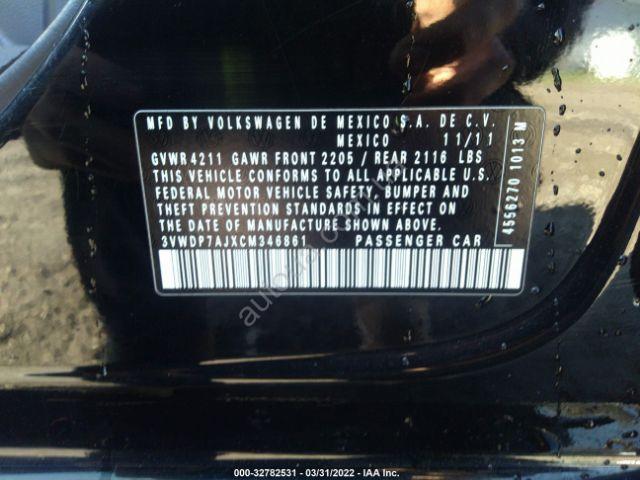 MFD BY VOLKSWAGEN DE MEXICO S.A. DE C.V.
MEXICO 11/11
GVWR 4211 GAWR FRONT 2205 / REAR 2116 LBS
THIS VEHICLE CONFORMS TO ALL APPLICABLE U.S.
FEDERAL MOTOR VEHICLE SAFETY, BUMPER AND
THEFT PREVENTION STANDARDS IN EFFECT ON THE
DATE OF MANUFACTURE SHOWN ABOVE.
3VWDP7AJXCM346861 PASSENGER CAR
4556270 1013 M
000-32782531 - 03/31/2022 - IAA Inc.